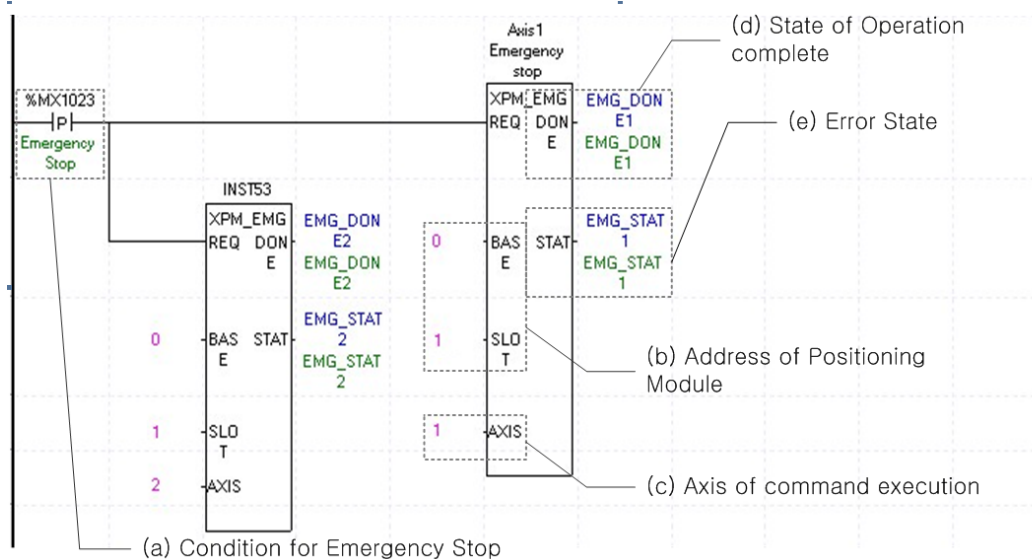 (d) State of Operation
complete
Axis1
Emergency
stop
%MX1023
P
Emergency
Stop
XPM_EMG
REQ DON
E
EMG_DON
E1
EMG_DON
E1
(e) Error State
INST53
XPM_EMG
REQ DON
E
EMG_DON
E2
EMG_DON
E2
0
BAS
E
STAT
EMG_STAT
1
EMG_STAT
1
0
BAS
E
STAT
EMG_STAT
2
EMG_STAT
2
1
SLO
T
(b) Address of Positioning
Module
1
SLO
T
1
AXIS
2
AXIS
(c) Axis of command execution
(a) Condition for Emergency Stop